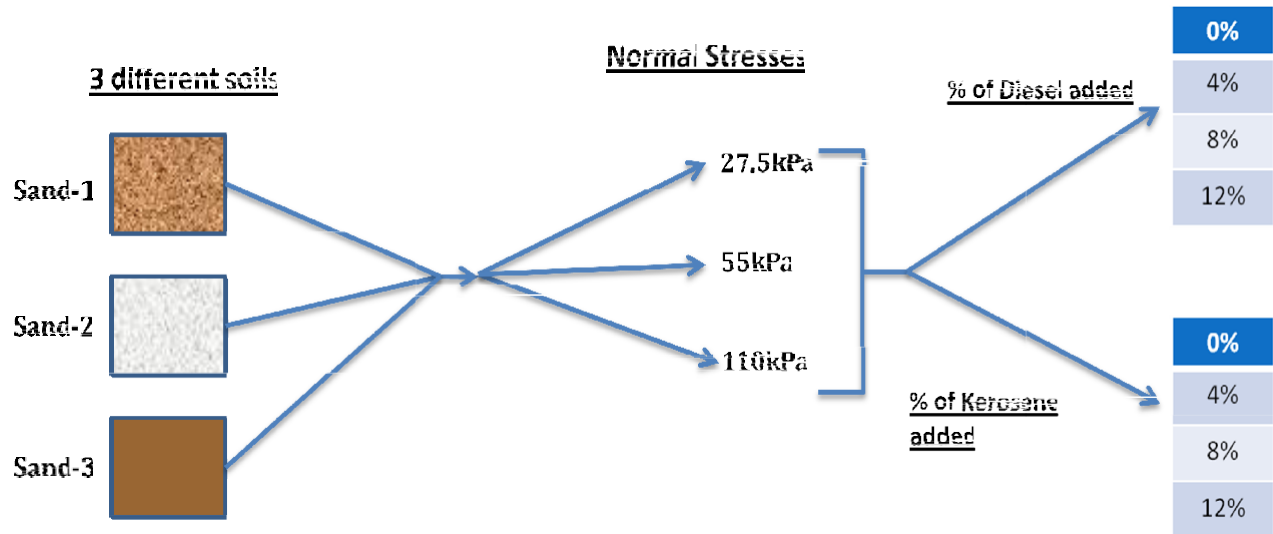 3 different soils
Sand-1
Sand-2
Sand-3
Normal Stresses
27.5kPa
55kPa
110kPa
% of Diesel added
0%
4%
8%
12%
% of Kerosene
added
0%
4%
8%
12%